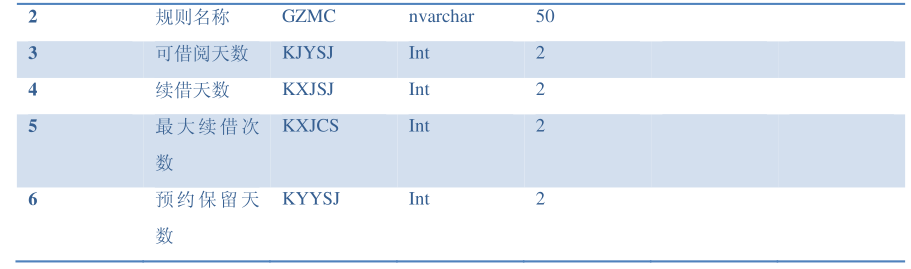 2 规则名称 GZMC nvarchar 50
3 可借阅天数 KJYSJ Int 2
4 续借天数 KXJSJ Int 2
5 最大续借次 KXJCS Int 2
数
6 预约保留天 KYYSJ Int 2
数